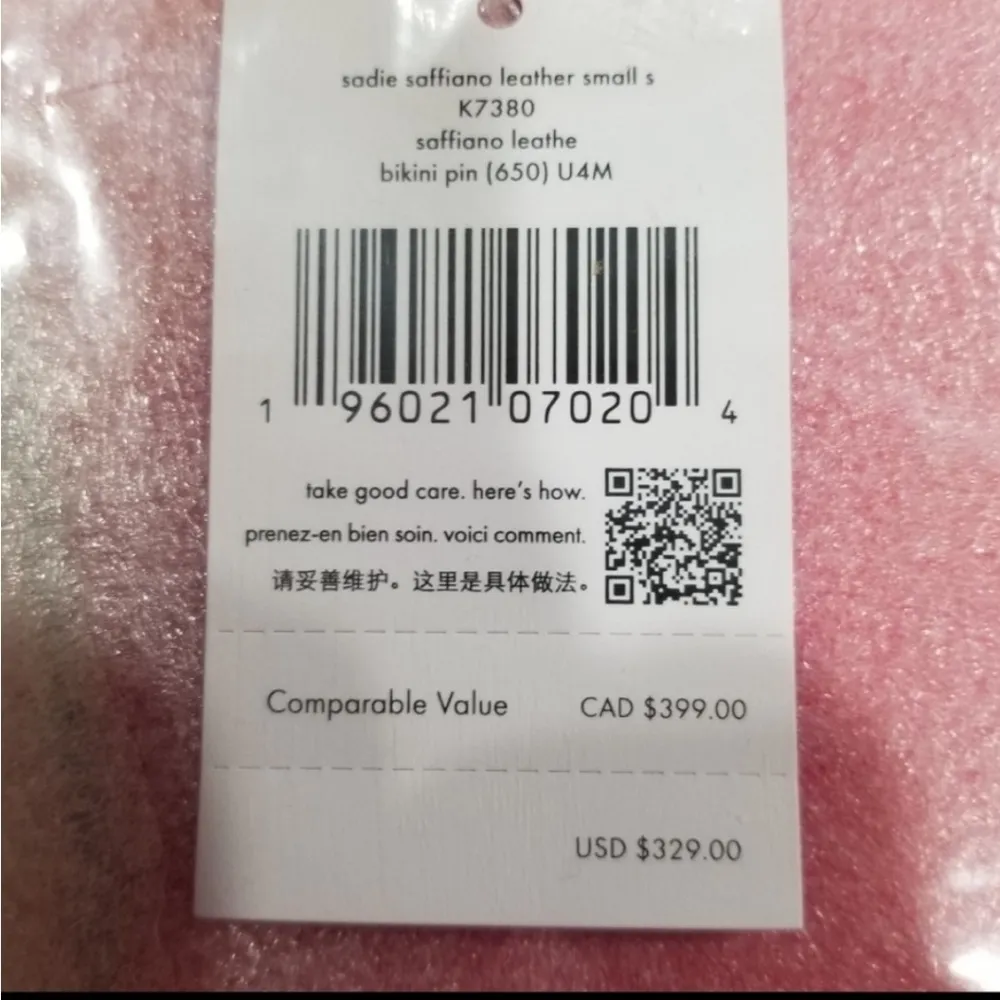 sadie saffiano leather small s
K7380
saffiano leathe
bikini pin (650) U4M
1 96021 07020 4
take good care. here's how.
prenez-en bien soin. voici comment.
请妥善维护。这里是具体做法。
Comparable Value CAD $399.00
USD $329.00